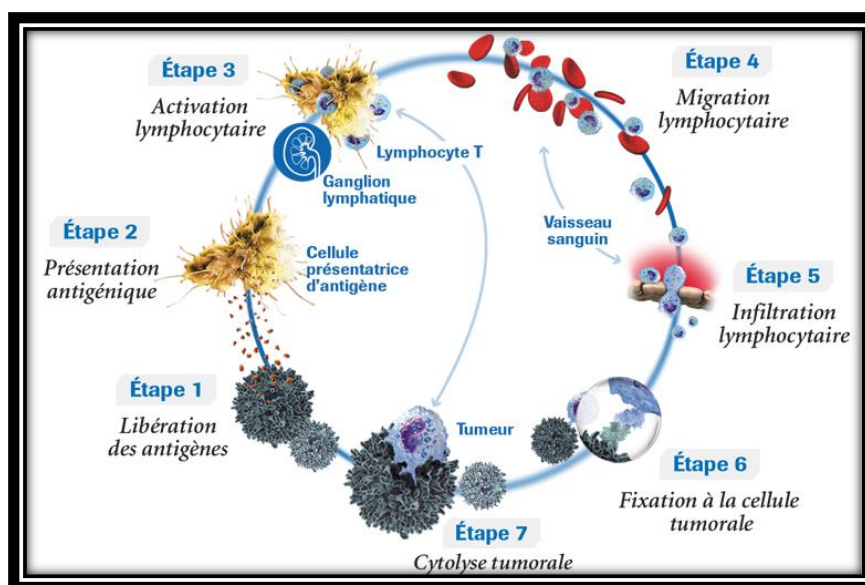 Étape 1
Libération
des antigènes
Étape 2
Présentation
antigénique
Cellule
présentatrice
d'antigène
Étape 3
Activation
lymphocytaire
Lymphocyte T
Ganglion
lymphatique
Étape 4
Migration
lymphocytaire
Vaisseau
sanguin
Étape 5
Infiltration
lymphocytaire
Étape 6
Fixation à la cellule
tumorale
Tumeur
Étape 7
Cytolyse tumorale